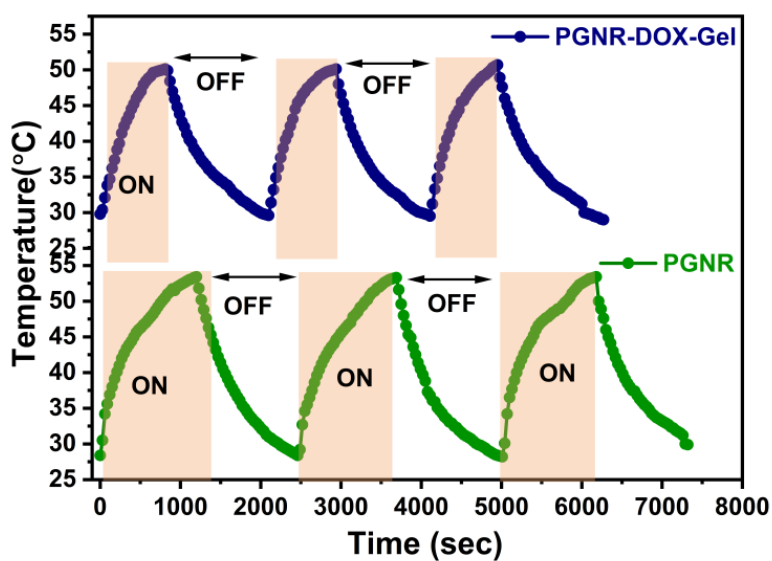 PGNR-DOX-Gel
50
OFF
OFF
45
40
35
ON
30
25
55
PGNR
50
OFF
OFF
45
40
ON
ON
ON
35
30
25
Temperature(°C)
0 1000 2000 3000 4000 5000 6000 7000 8000
Time (sec)